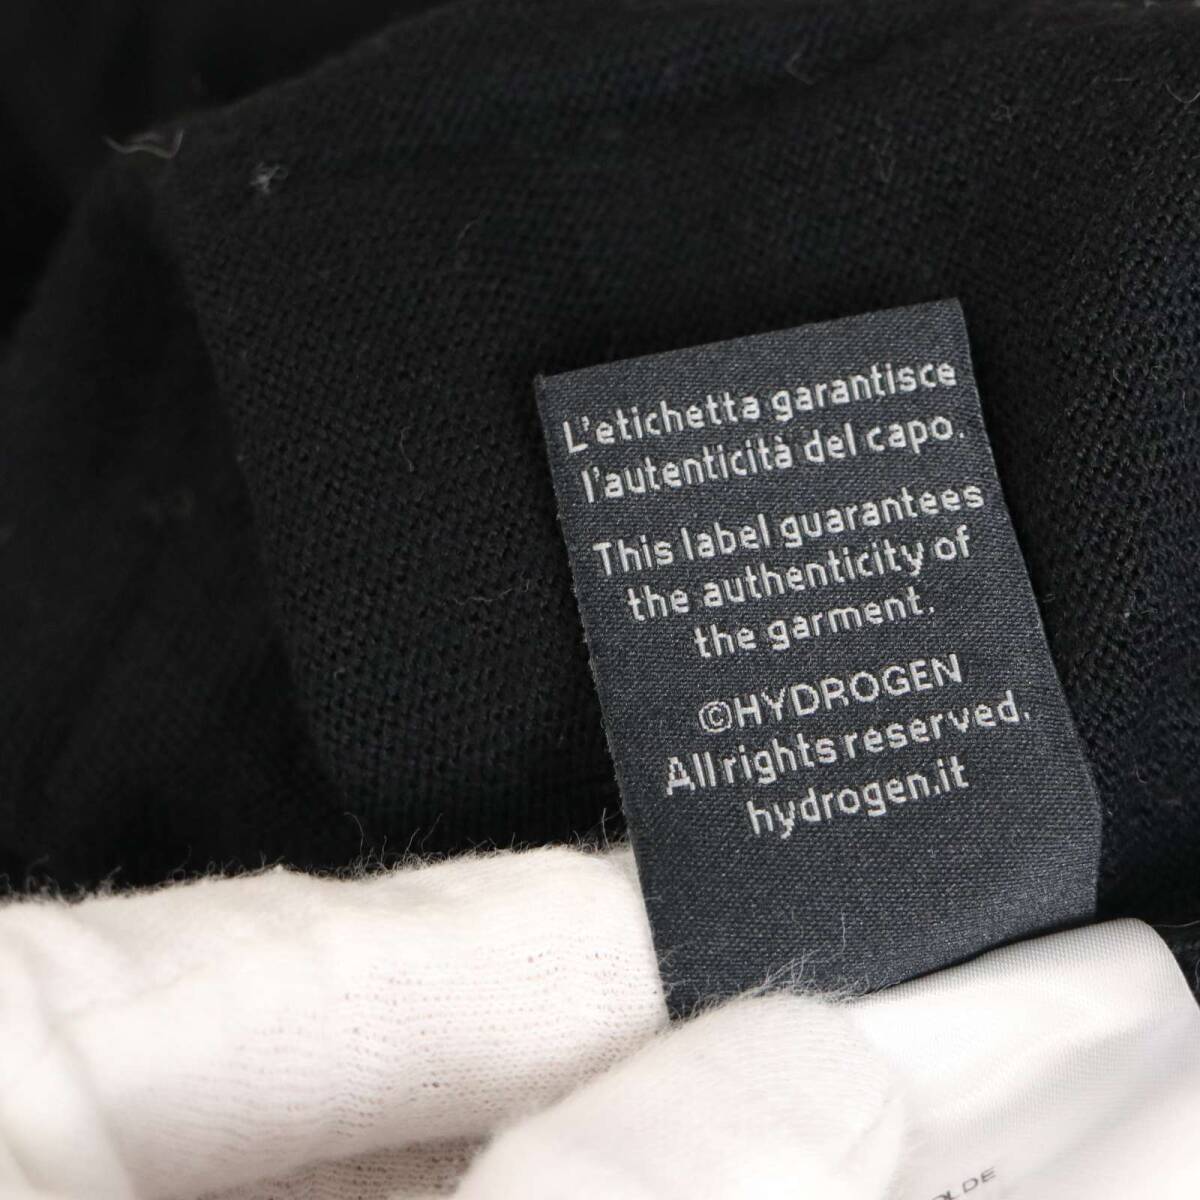 L'etichetta garantisce
l'autenticità del capo.
This label guarantees
the authenticity of
the garment.
©HYDROGEN
All rights reserved.
hydrogen.it